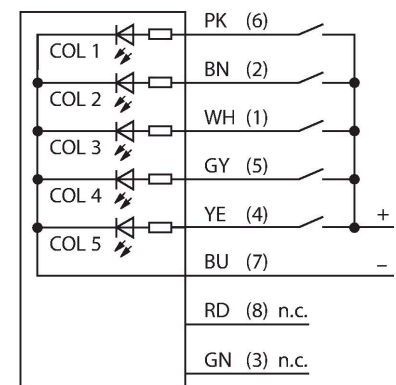 PK (6)
COL 1
BN (2)
COL 2
WH (1)
COL 3
GY (5)
COL 4
YE (4)
+
COL 5
BU (7)
–
RD (8) n.c.
GN (3) n.c.